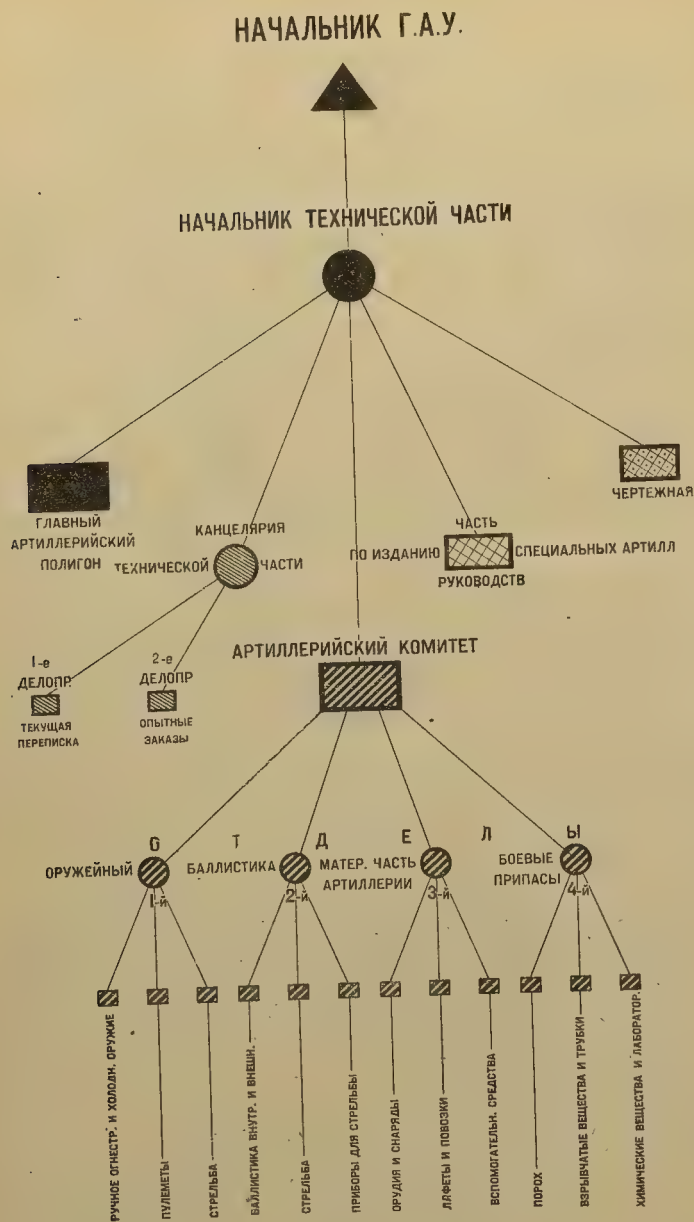 НАЧАЛЬНИК Г.А.У.
НАЧАЛЬНИК ТЕХНИЧЕСКОЙ ЧАСТИ
ГЛАВНЫЙ
АРТИЛЛЕРИЙСКИЙ
ПОЛИГОН
КАНЦЕЛЯРИЯ
ТЕХНИЧЕСКОЙ ЧАСТИ
ЧАСТЬ
ПО ИЗДАНИЮ СПЕЦИАЛЬНЫХ АРТИЛЛ
РУКОВОДСТВ
ЧЕРТЕЖНАЯ
1-е
ДЕЛОПР.
ТЕКУЩАЯ
ПЕРЕПИСКА
2-е
ДЕЛОПР
ОПЫТНЫЕ
ЗАКАЗЫ
АРТИЛЛЕРИЙСКИЙ КОМИТЕТ
О Т Д Е Л Ы
ОРУЖЕЙНЫЙ
1-й
БАЛЛИСТИКА
2-й
МАТЕР. ЧАСТЬ
АРТИЛЛЕРИИ
3-й
БОЕВЫЕ
ПРИПАСЫ
4-й
РУЧНОЕ ОГНЕСТР. И ХОЛОДН. ОРУЖИЕ
ПУЛЕМЕТЫ
СТРЕЛЬБА
БАЛЛИСТИКА ВНУТР. И ВНЕШН.
СТРЕЛЬБА
ПРИБОРЫ ДЛЯ СТРЕЛЬБЫ
ОРУДИЯ И СНАРЯДЫ
ЛАФЕТЫ И ПОВОЗКИ
ВСПОМОГАТЕЛЬН. СРЕДСТВА
ПОРОХ
ВЗРЫВЧАТЫЕ ВЕЩЕСТВА И ТРУБКИ
ХИМИЧЕСКИЕ ВЕЩЕСТВА И ЛАБОРАТОР.